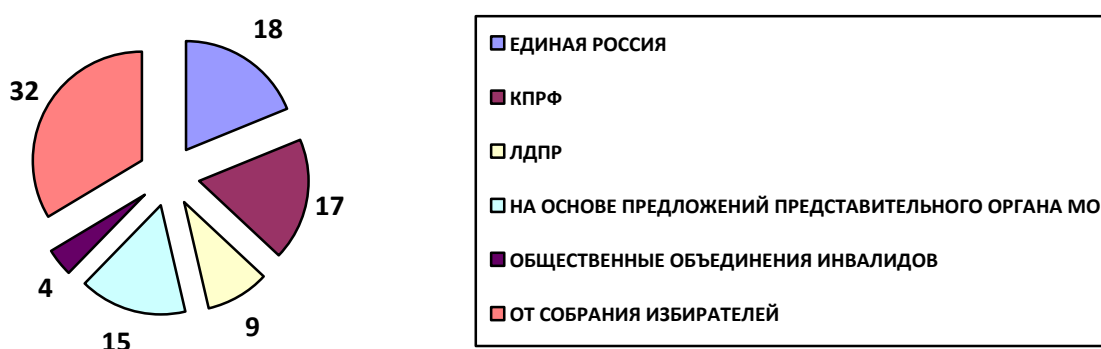 18
17
9
15
4
32
ЕДИНАЯ РОССИЯ
КПРФ
ЛДПР
НА ОСНОВЕ ПРЕДЛОЖЕНИЙ ПРЕДСТАВИТЕЛЬНОГО ОРГАНА МО
ОБЩЕСТВЕННЫЕ ОБЪЕДИНЕНИЯ ИНВАЛИДОВ
ОТ СОБРАНИЯ ИЗБИРАТЕЛЕЙ